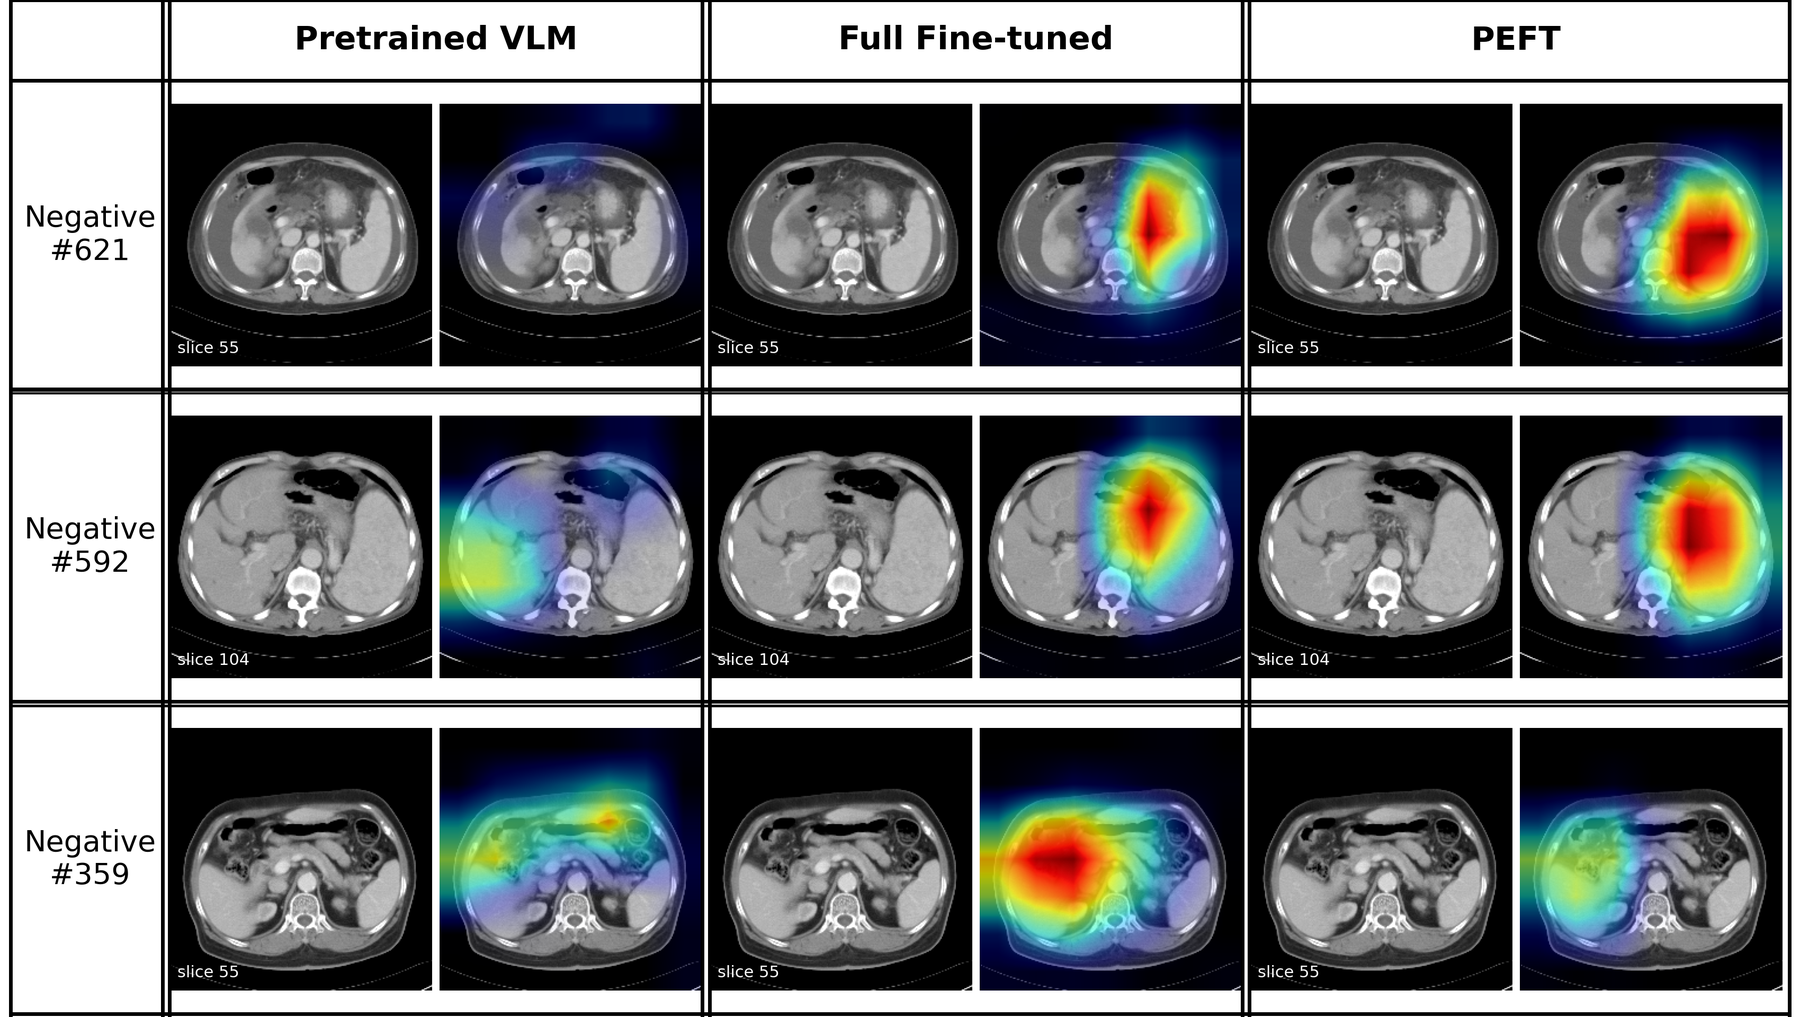 Pretrained VLM
Full Fine-tuned
PEFT
Negative
#621
slice 55
slice 55
slice 55
Negative
#592
slice 104
slice 104
slice 104
Negative
#359
slice 55
slice 55
slice 55